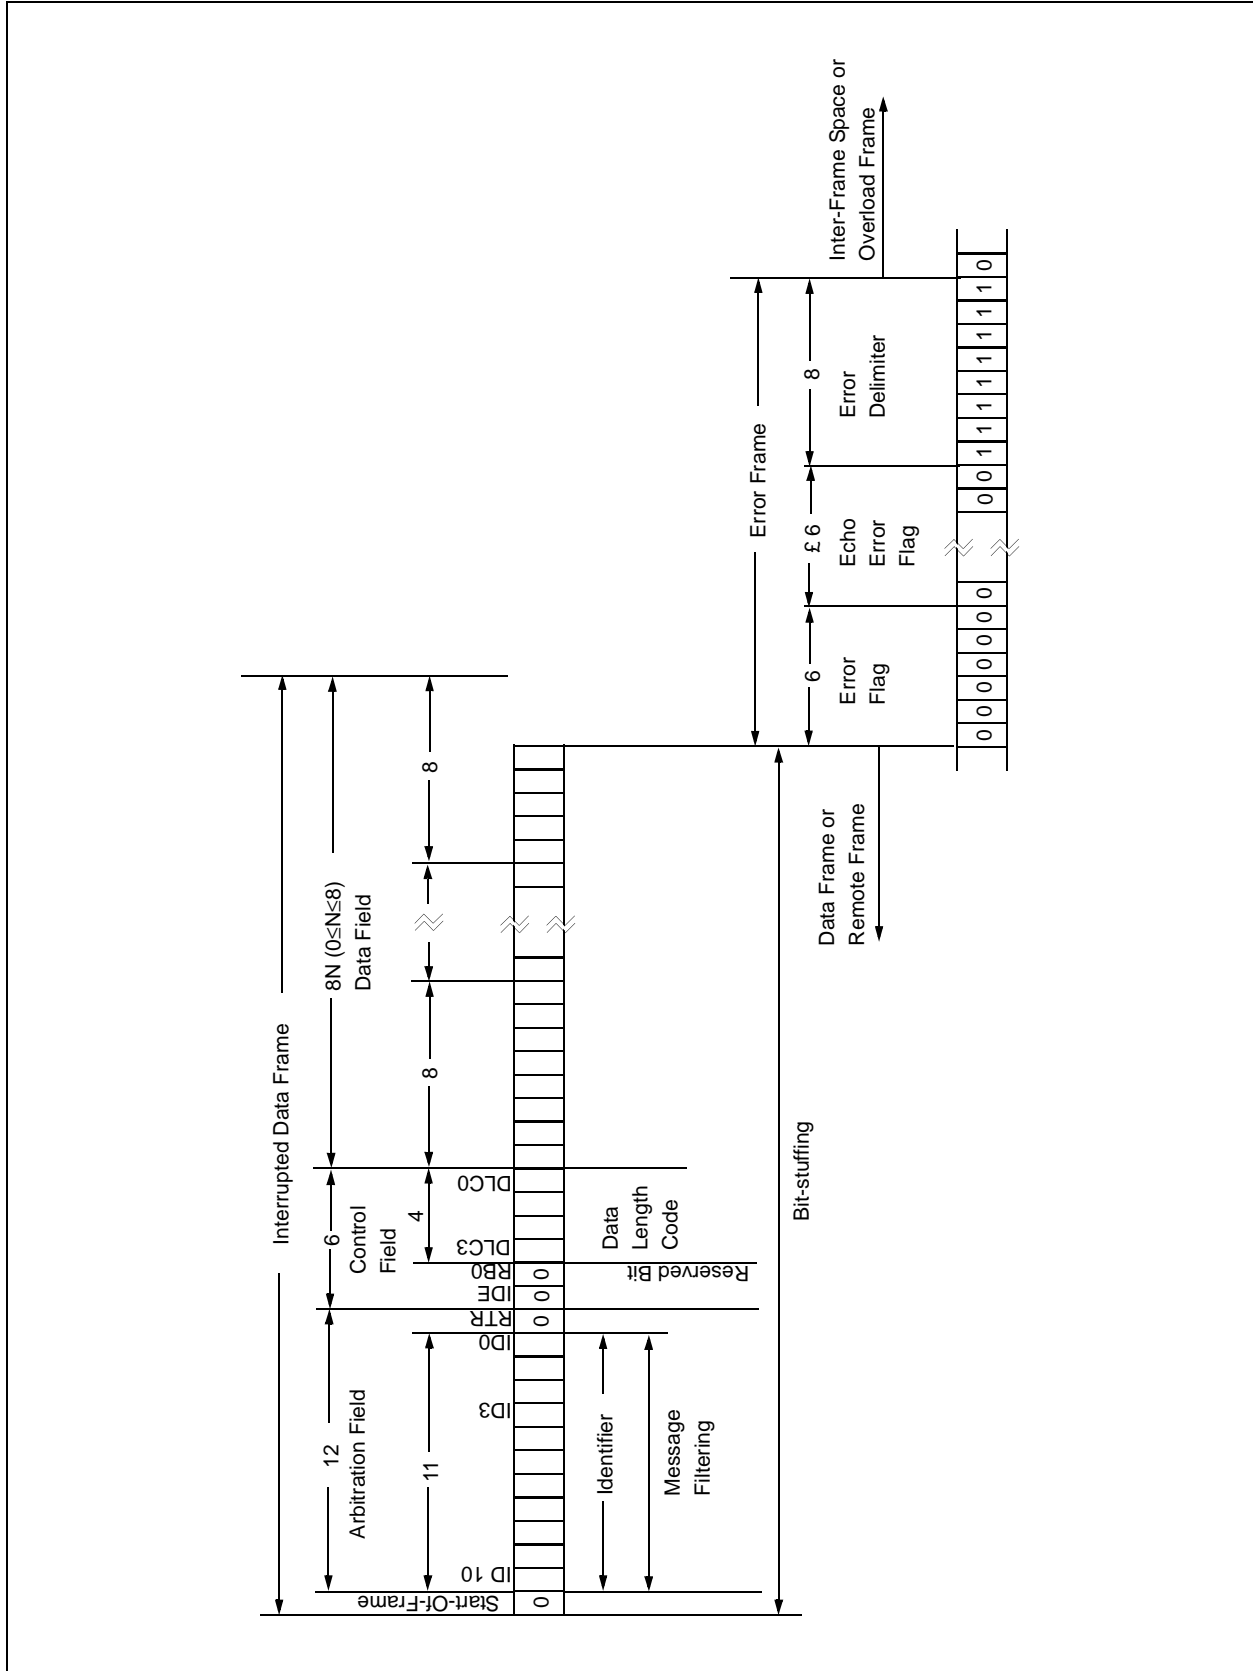 Interrupted Data Frame
12
Arbitration Field
6
Control
Field
8N (0≤N≤8)
Data Field
11
4
8
8
Start-Of-Frame
ID 10
ID3
ID0
RTR
IDE
RB0
DLC3
DLC0
0
0
0
0
Identifier
Message
Filtering
Reserved Bit
Data
Length
Code
Bit-stuffing
Data Frame or
Remote Frame
Error Frame
6
Error
Flag
£ 6
Echo
Error
Flag
8
Error
Delimiter
Inter-Frame Space or
Overload Frame
0 0 0 0 0 0 0 0 0 1 1 1 1 1 1 1 1 0